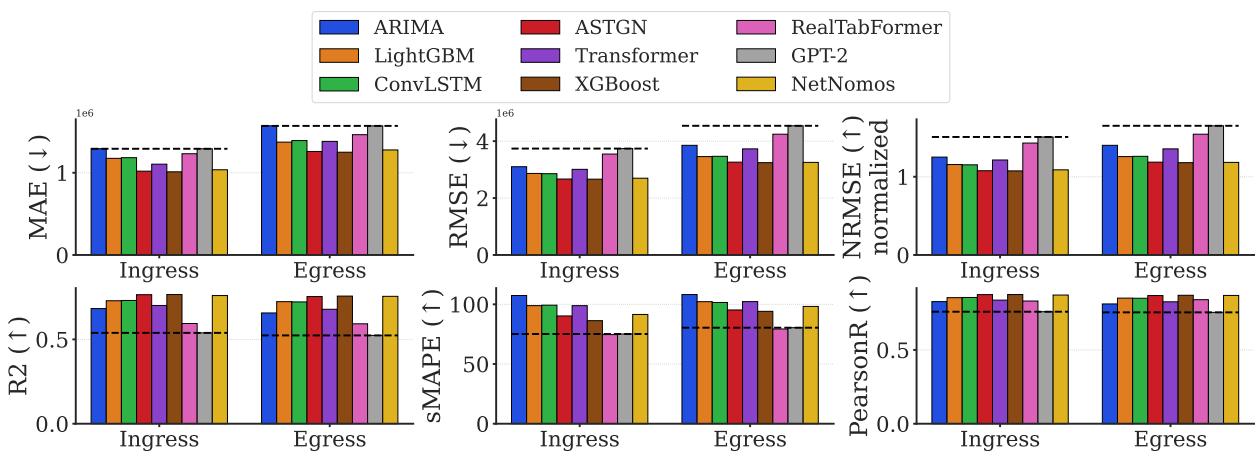 ARIMA
LightGBM
ConvLSTM
ASTGN
Transformer
XGBoost
RealTabFormer
GPT-2
NetNomos
1e6
MAE (↓)
1
0
Ingress
Egress
1e6
RMSE (↓)
4
2
0
Ingress
Egress
NRMSE (↑)
normalized
1
0
Ingress
Egress
R2 (↑)
0.5
0.0
Ingress
Egress
sMAPE (↑)
100
50
0
Ingress
Egress
PearsonR (↑)
0.5
0.0
Ingress
Egress